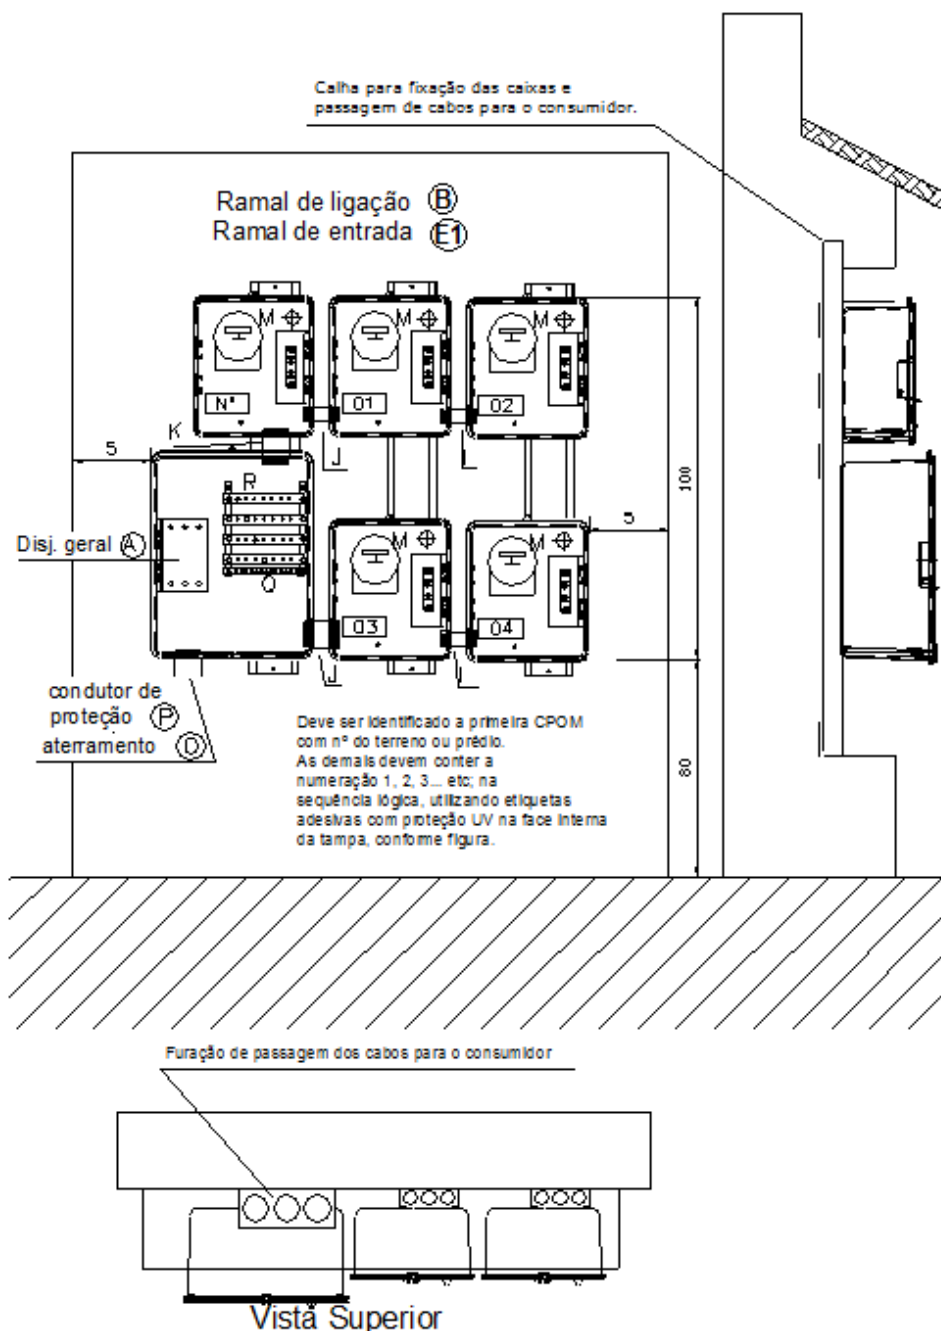 Calha para fixação das caixas e
passagem de cabos para o consumidor.
Ramal de ligação B
Ramal de entrada E1
M M M
Nº 01 02
K
5
J
R
100
5
Disj. geral A
M M
Q
03 04
J
condutor de
proteção P
aterramento O
Deve ser identificado a primeira CPOM
com nº do terreno ou prédio.
As demais devem conter a
numeração 1, 2, 3... etc; na
sequência lógica, utilizando etiquetas
adesivas com proteção UV na face interna
da tampa, conforme figura.
80
Furação de passagem dos cabos para o consumidor
Vista Superior